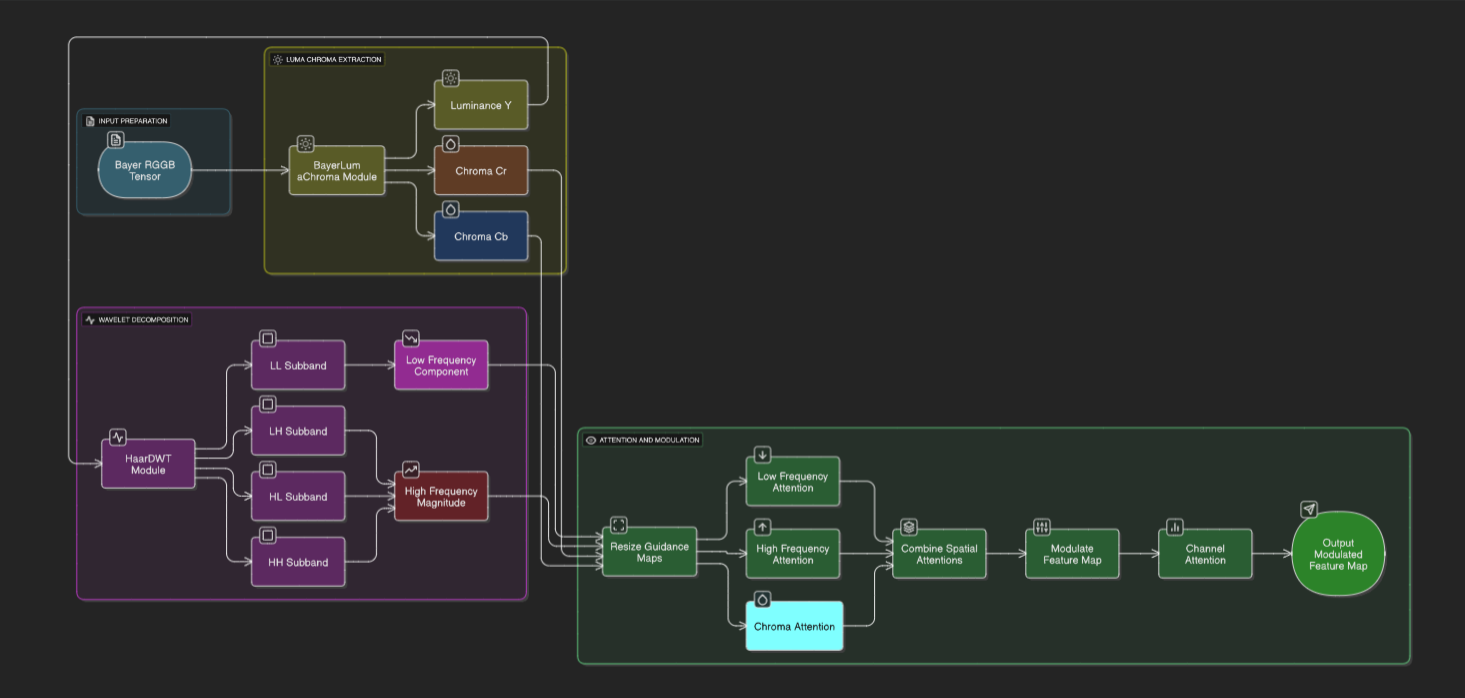 LUMA CHROMA EXTRACTION
Luminance Y
INPUT PREPARATION
Bayer RGGB
Tensor
BayerLum
aChroma Module
Chroma Cr
Chroma Cb
WAVELET DECOMPOSITION
LL Subband
Low Frequency
Component
LH Subband
HaarDWT
Module
HL Subband
High Frequency
Magnitude
HH Subband
ATTENTION AND MODULATION
Low Frequency
Attention
Resize Guidance
Maps
High Frequency
Attention
Chroma Attention
Combine Spatial
Attentions
Modulate
Feature Map
Channel
Attention
Output
Modulated
Feature Map